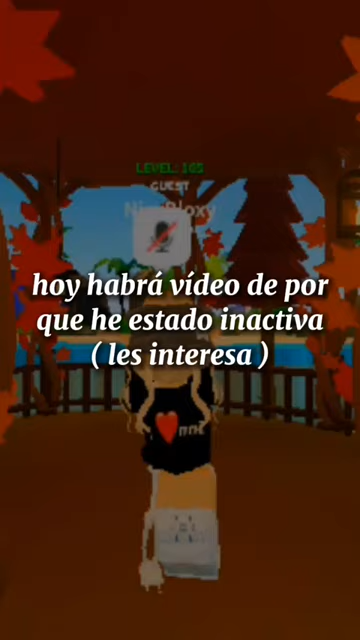 LEVEL: 105
GUEST
hoy habrá vídeo de por
que he estado inactiva
( les interesa )